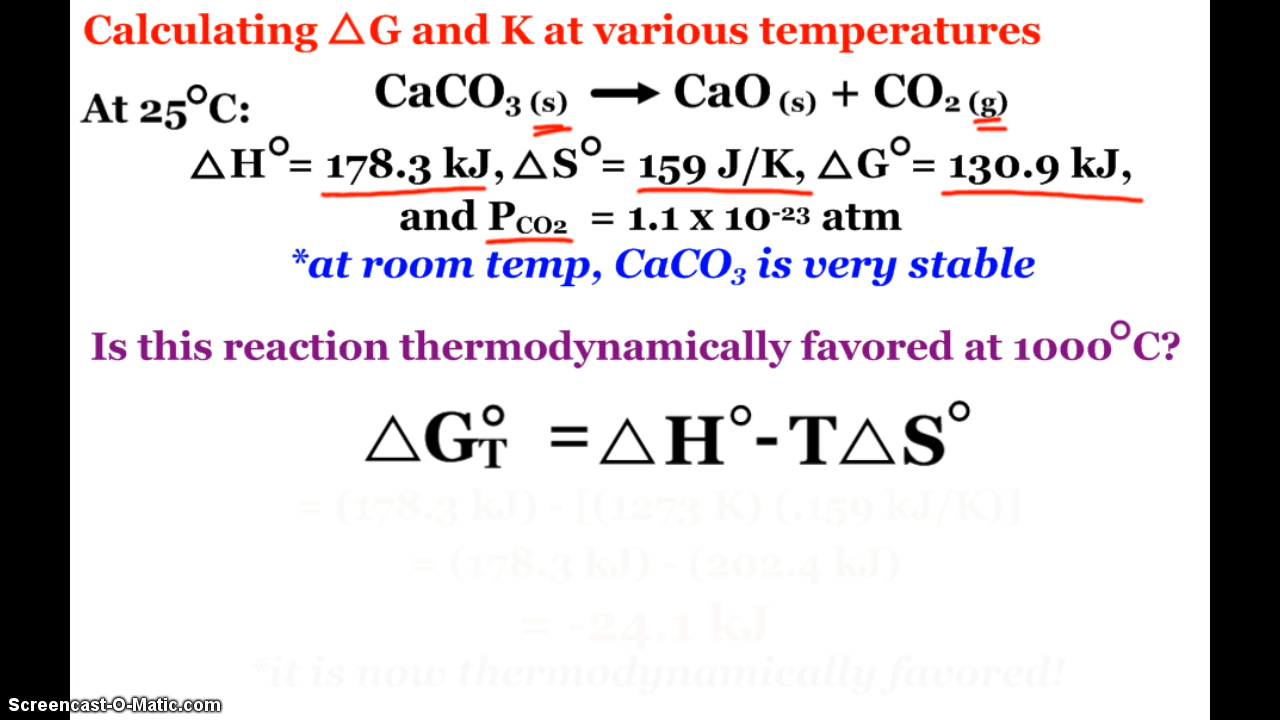 Calculating △G and K at various temperatures
At 25°C: CaCO₃ (s) → CaO (s) + CO₂ (g)
△H° = 178.3 kJ, △S° = 159 J/K, △G° = 130.9 kJ,
and P_CO₂ = 1.1 x 10⁻²³ atm
*at room temp, CaCO₃ is very stable
Is this reaction thermodynamically favored at 1000°C?
△G°_T = △H° - T△S°
= (178.3 kJ) - [(1273 K) (.159 kJ/K)]
= (178.3 kJ) - (202.4 kJ)
= -24.1 kJ
*it is now thermodynamically favored!
Screencast-O-Matic.com